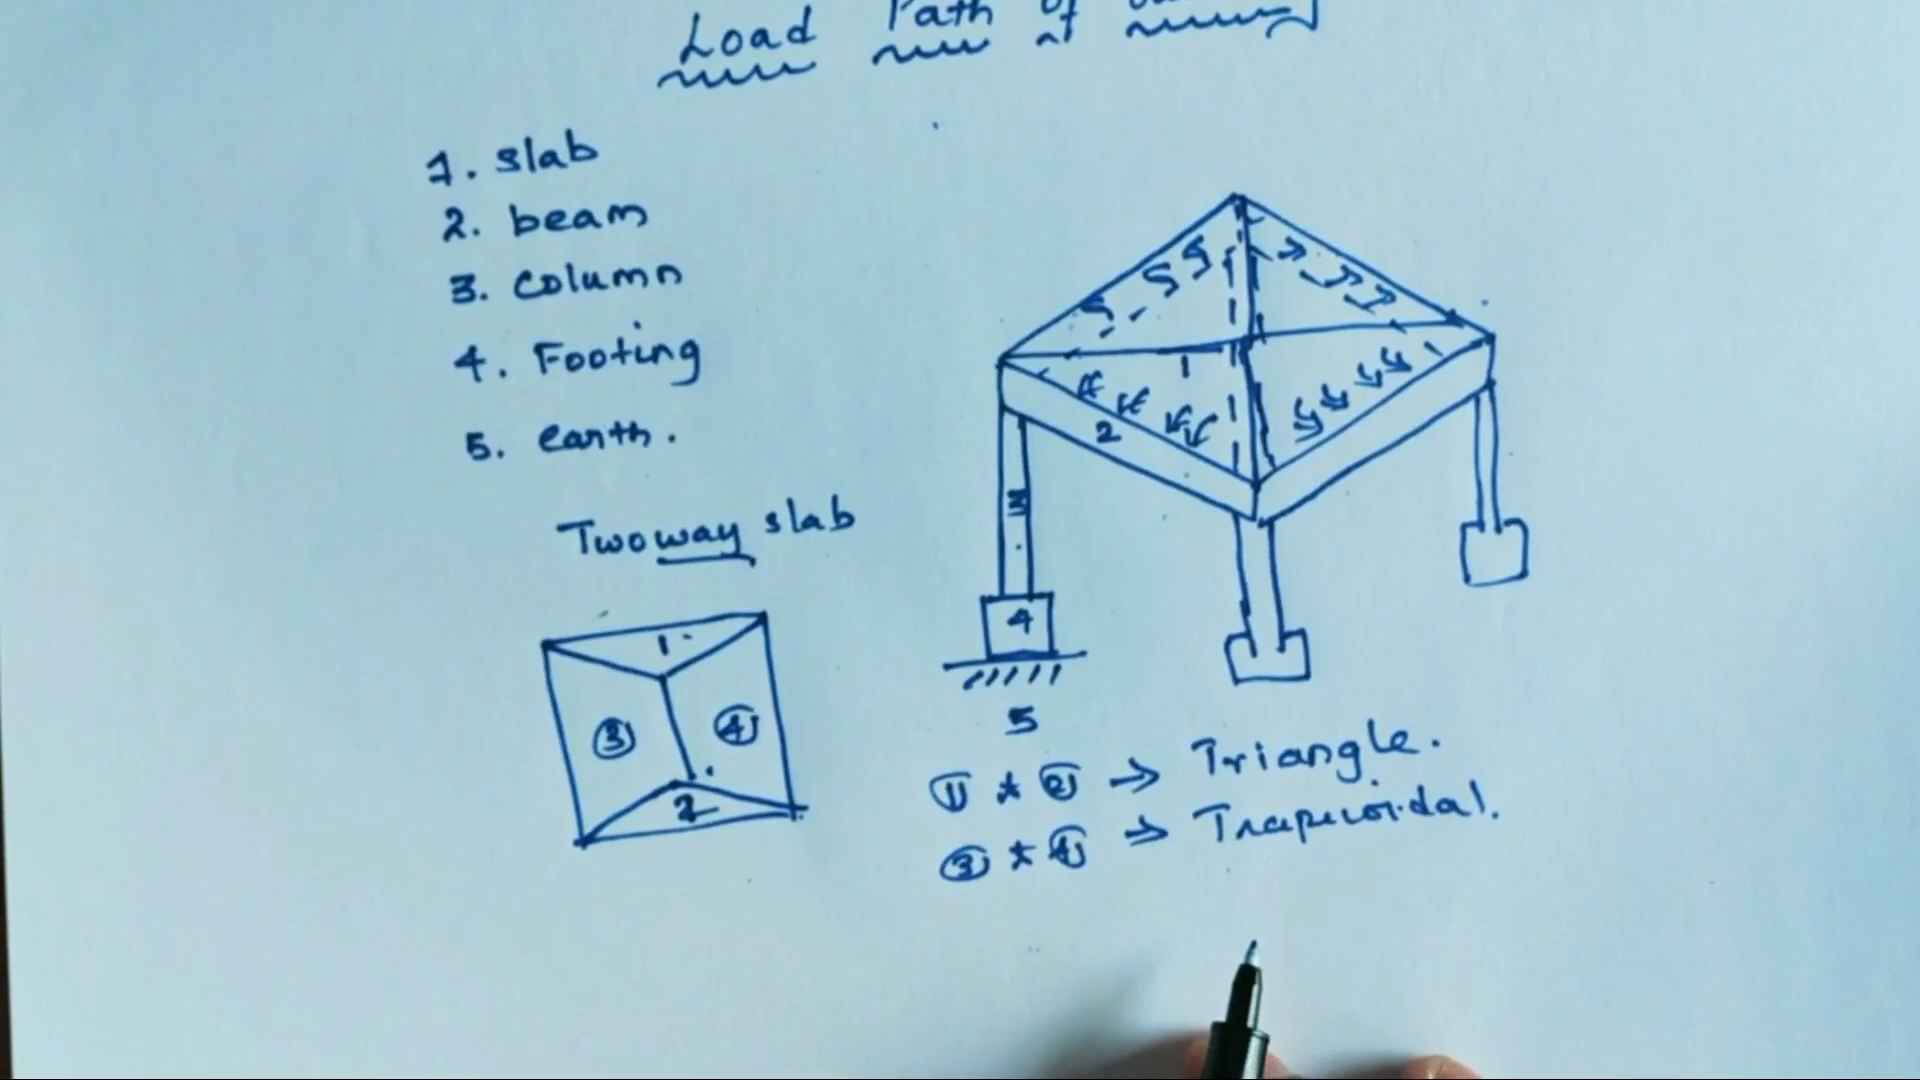 Load Path of
1. slab
2. beam
3. column
4. Footing
5. earth.
Twoway slab
1
3 4
2
1
2
3
4
5
1 & 2 → Triangle.
3 & 4 → Trapezoidal.